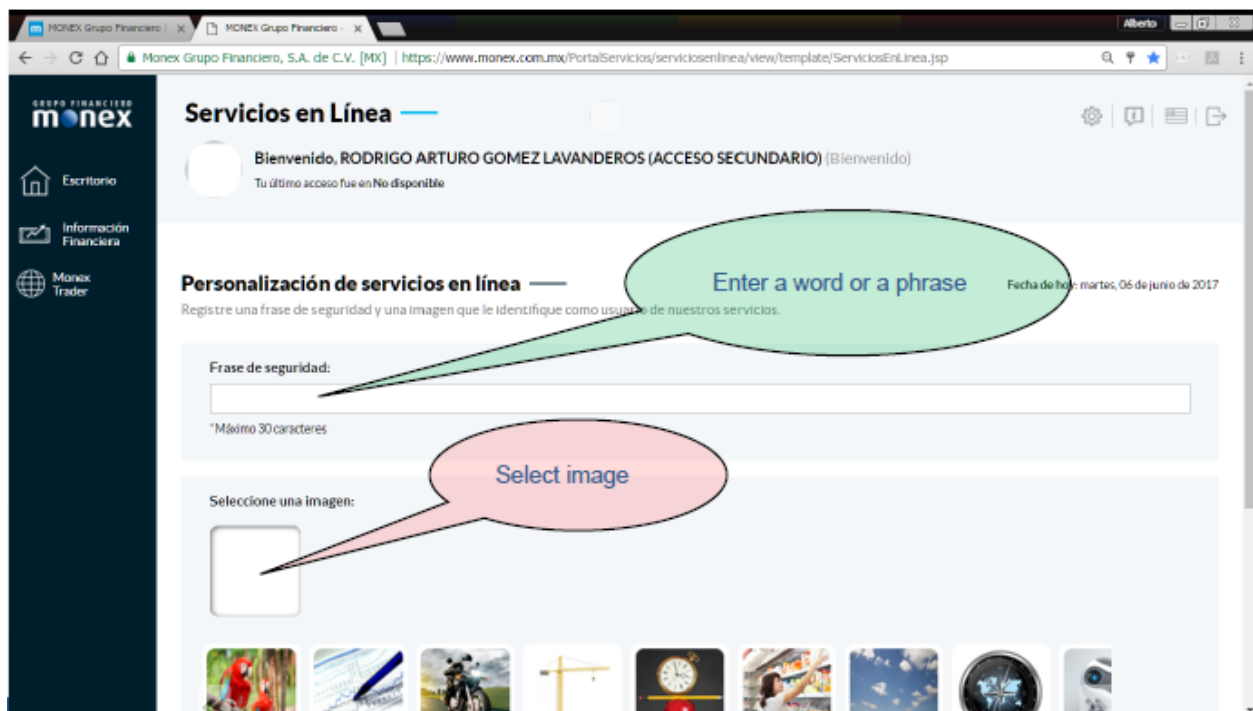 MONEX Grupo Financiero |
MONEX Grupo Financiero -
Alberto
Monex Grupo Financiero, S.A. de C.V. [MX] | https://www.monex.com.mx/PortalServicios/serviciosenlinea/view/template/ServiciosEnLinea.jsp
GRUPO FINANCIERO
monex
Servicios en Línea
Bienvenido, RODRIGO ARTURO GOMEZ LAVANDEROS (ACCESO SECUNDARIO) (Bienvenido)
Tu último acceso fue en No disponible
Escritorio
Información
Financiera
Monex
Trader
Personalización de servicios en línea
Enter a word or a phrase
Fecha de hoy: martes, 06 de junio de 2017
Registre una frase de seguridad y una imagen que le identifique como usuario de nuestros servicios.
Frase de seguridad:
*Máximo 30 caracteres
Select image
Seleccione una imagen: